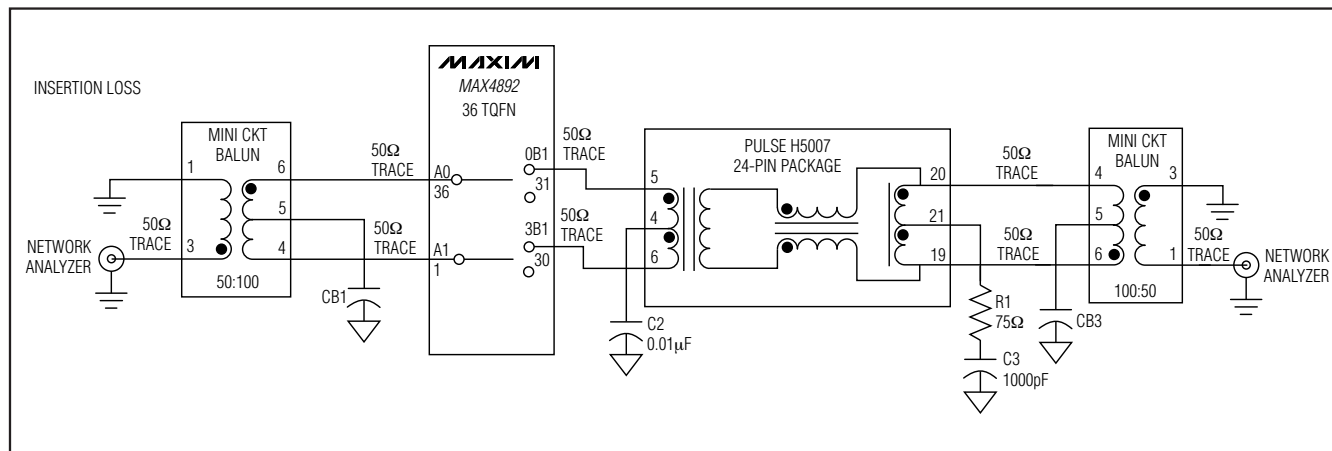 INSERTION LOSS
MAXIM
MAX4892
36 TQFN
MINI CKT
BALUN
1
6
5
3
4
50:100
50Ω
TRACE
NETWORK
ANALYZER
50Ω
TRACE
50Ω
TRACE
CB1
A0
36
A1
1
0B1
31
3B1
30
50Ω
TRACE
50Ω
TRACE
PULSE H5007
24-PIN PACKAGE
5
4
6
20
21
19
C2
0.01µF
R1
75Ω
C3
1000pF
50Ω
TRACE
50Ω
TRACE
CB3
MINI CKT
BALUN
4
3
5
6
1
100:50
50Ω
TRACE
NETWORK
ANALYZER